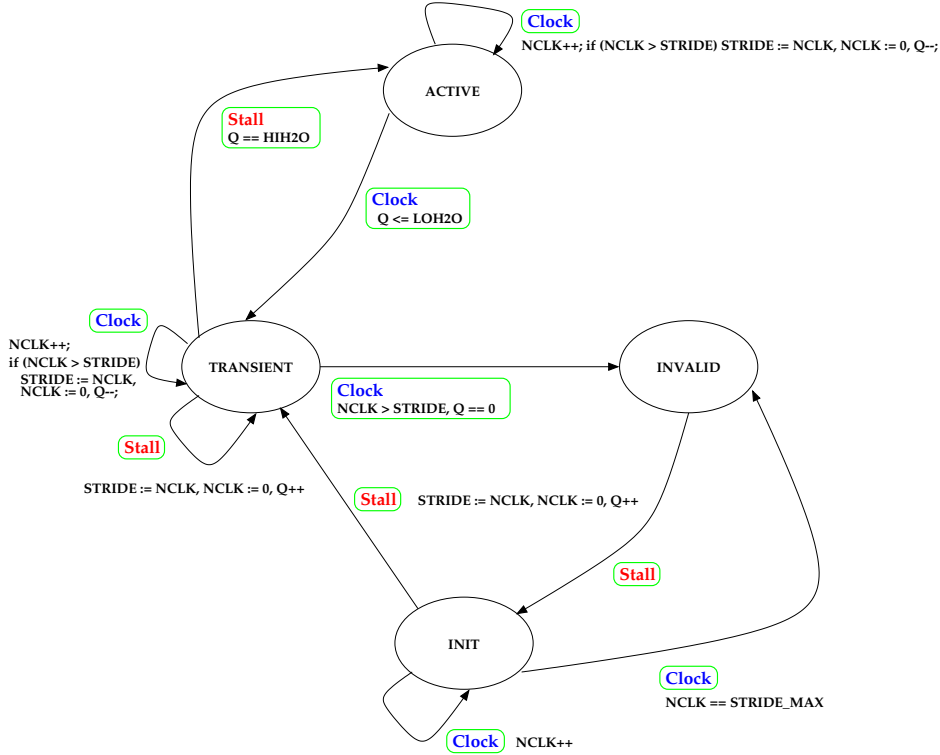 Clock
NCLK++; if (NCLK > STRIDE) STRIDE := NCLK, NCLK := 0, Q--;
ACTIVE
Stall
Q == HIH2O
Clock
Q <= LOH2O
Clock
NCLK++;
if (NCLK > STRIDE)
STRIDE := NCLK,
NCLK := 0, Q--;
TRANSIENT
INVALID
Clock
NCLK > STRIDE, Q == 0
Stall
STRIDE := NCLK, NCLK := 0, Q++
Stall
STRIDE := NCLK, NCLK := 0, Q++
Stall
INIT
Clock
NCLK == STRIDE_MAX
Clock
NCLK++